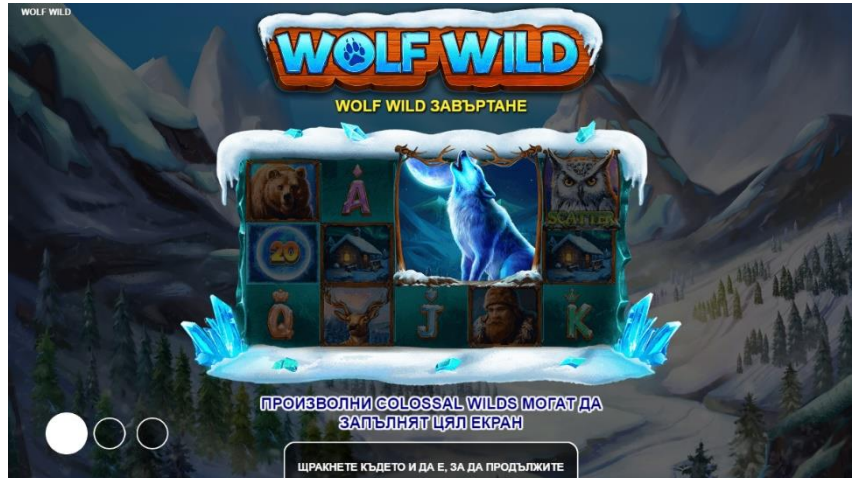 WOLF WILD
WOLF WILD
WOLF WILD ЗАВЪРТАНЕ
A
SCATTER
20
Q
J
K
ПРОИЗВОЛНИ COLOSSAL WILDS МОГАТ ДА
ЗАПЪЛНЯТ ЦЯЛ ЕКРАН
ЩРАКНЕТЕ КЪДЕТО И ДА Е, ЗА ДА ПРОДЪЛЖИТЕ